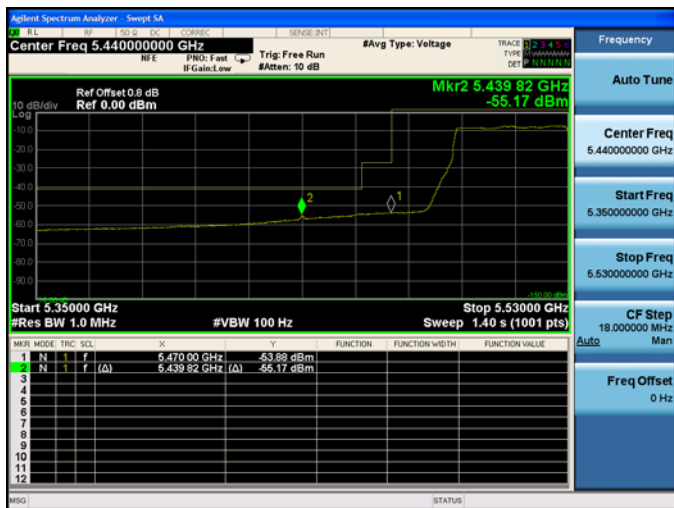 Agilent Spectrum Analyzer - Swept SA
RL RF 50 Ω DC CORREC SENSE:INT
Center Freq 5.440000000 GHz
NFE PNO: Fast IFGain:Low
Trig: Free Run
#Atten: 10 dB
#Avg Type: Voltage
TRACE 1 2 3 4 5 6
TYPE
DET P N N N N N
Frequency
Mkr2 5.439 82 GHz
-55.17 dBm
Ref Offset 0.8 dB
10 dB/div Ref 0.00 dBm
Log
-10.0
-20.0
-30.0
-40.0
-50.0
-60.0
-70.0
-80.0
-90.0
2
1
-150.00 dBm
Start 5.35000 GHz Stop 5.53000 GHz
#Res BW 1.0 MHz #VBW 100 Hz Sweep 1.40 s (1001 pts)
MKR MODE TRC SCL X Y FUNCTION FUNCTION WIDTH FUNCTION VALUE
1 N 1 f 5.470 00 GHz -53.88 dBm
2 N 1 f (Δ) 5.439 82 GHz (Δ) -55.17 dBm
3
4
5
6
7
8
9
10
11
12
MSG STATUS
Auto Tune
Center Freq
5.440000000 GHz
Start Freq
5.350000000 GHz
Stop Freq
5.530000000 GHz
CF Step
18.000000 MHz
Auto Man
Freq Offset
0 Hz